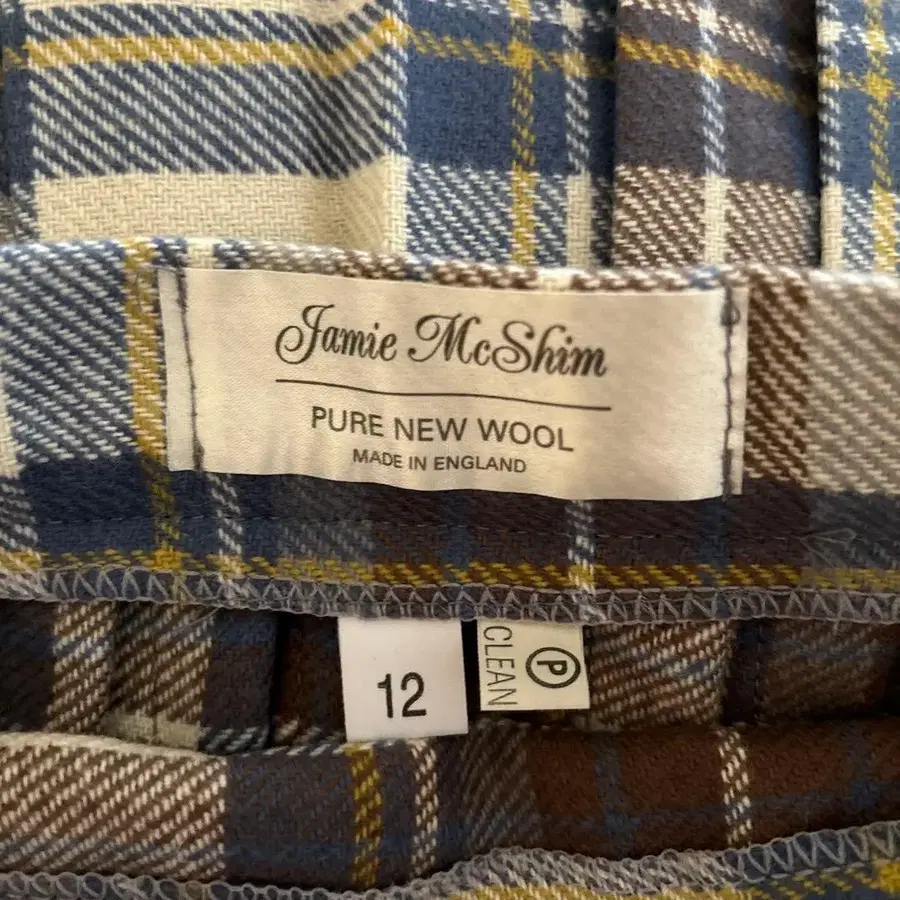 Jamie McShim
PURE NEW WOOL
MADE IN ENGLAND
12
CLEAN
P